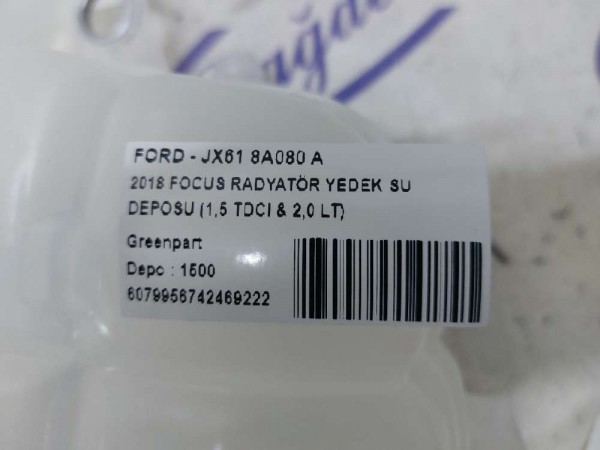 FORD - JX61 8A080 A
2018 FOCUS RADYATÖR YEDEK SU
DEPOSU (1,5 TDCI & 2,0 LT)
Greenpart
Depo : 1500
6079956742469222